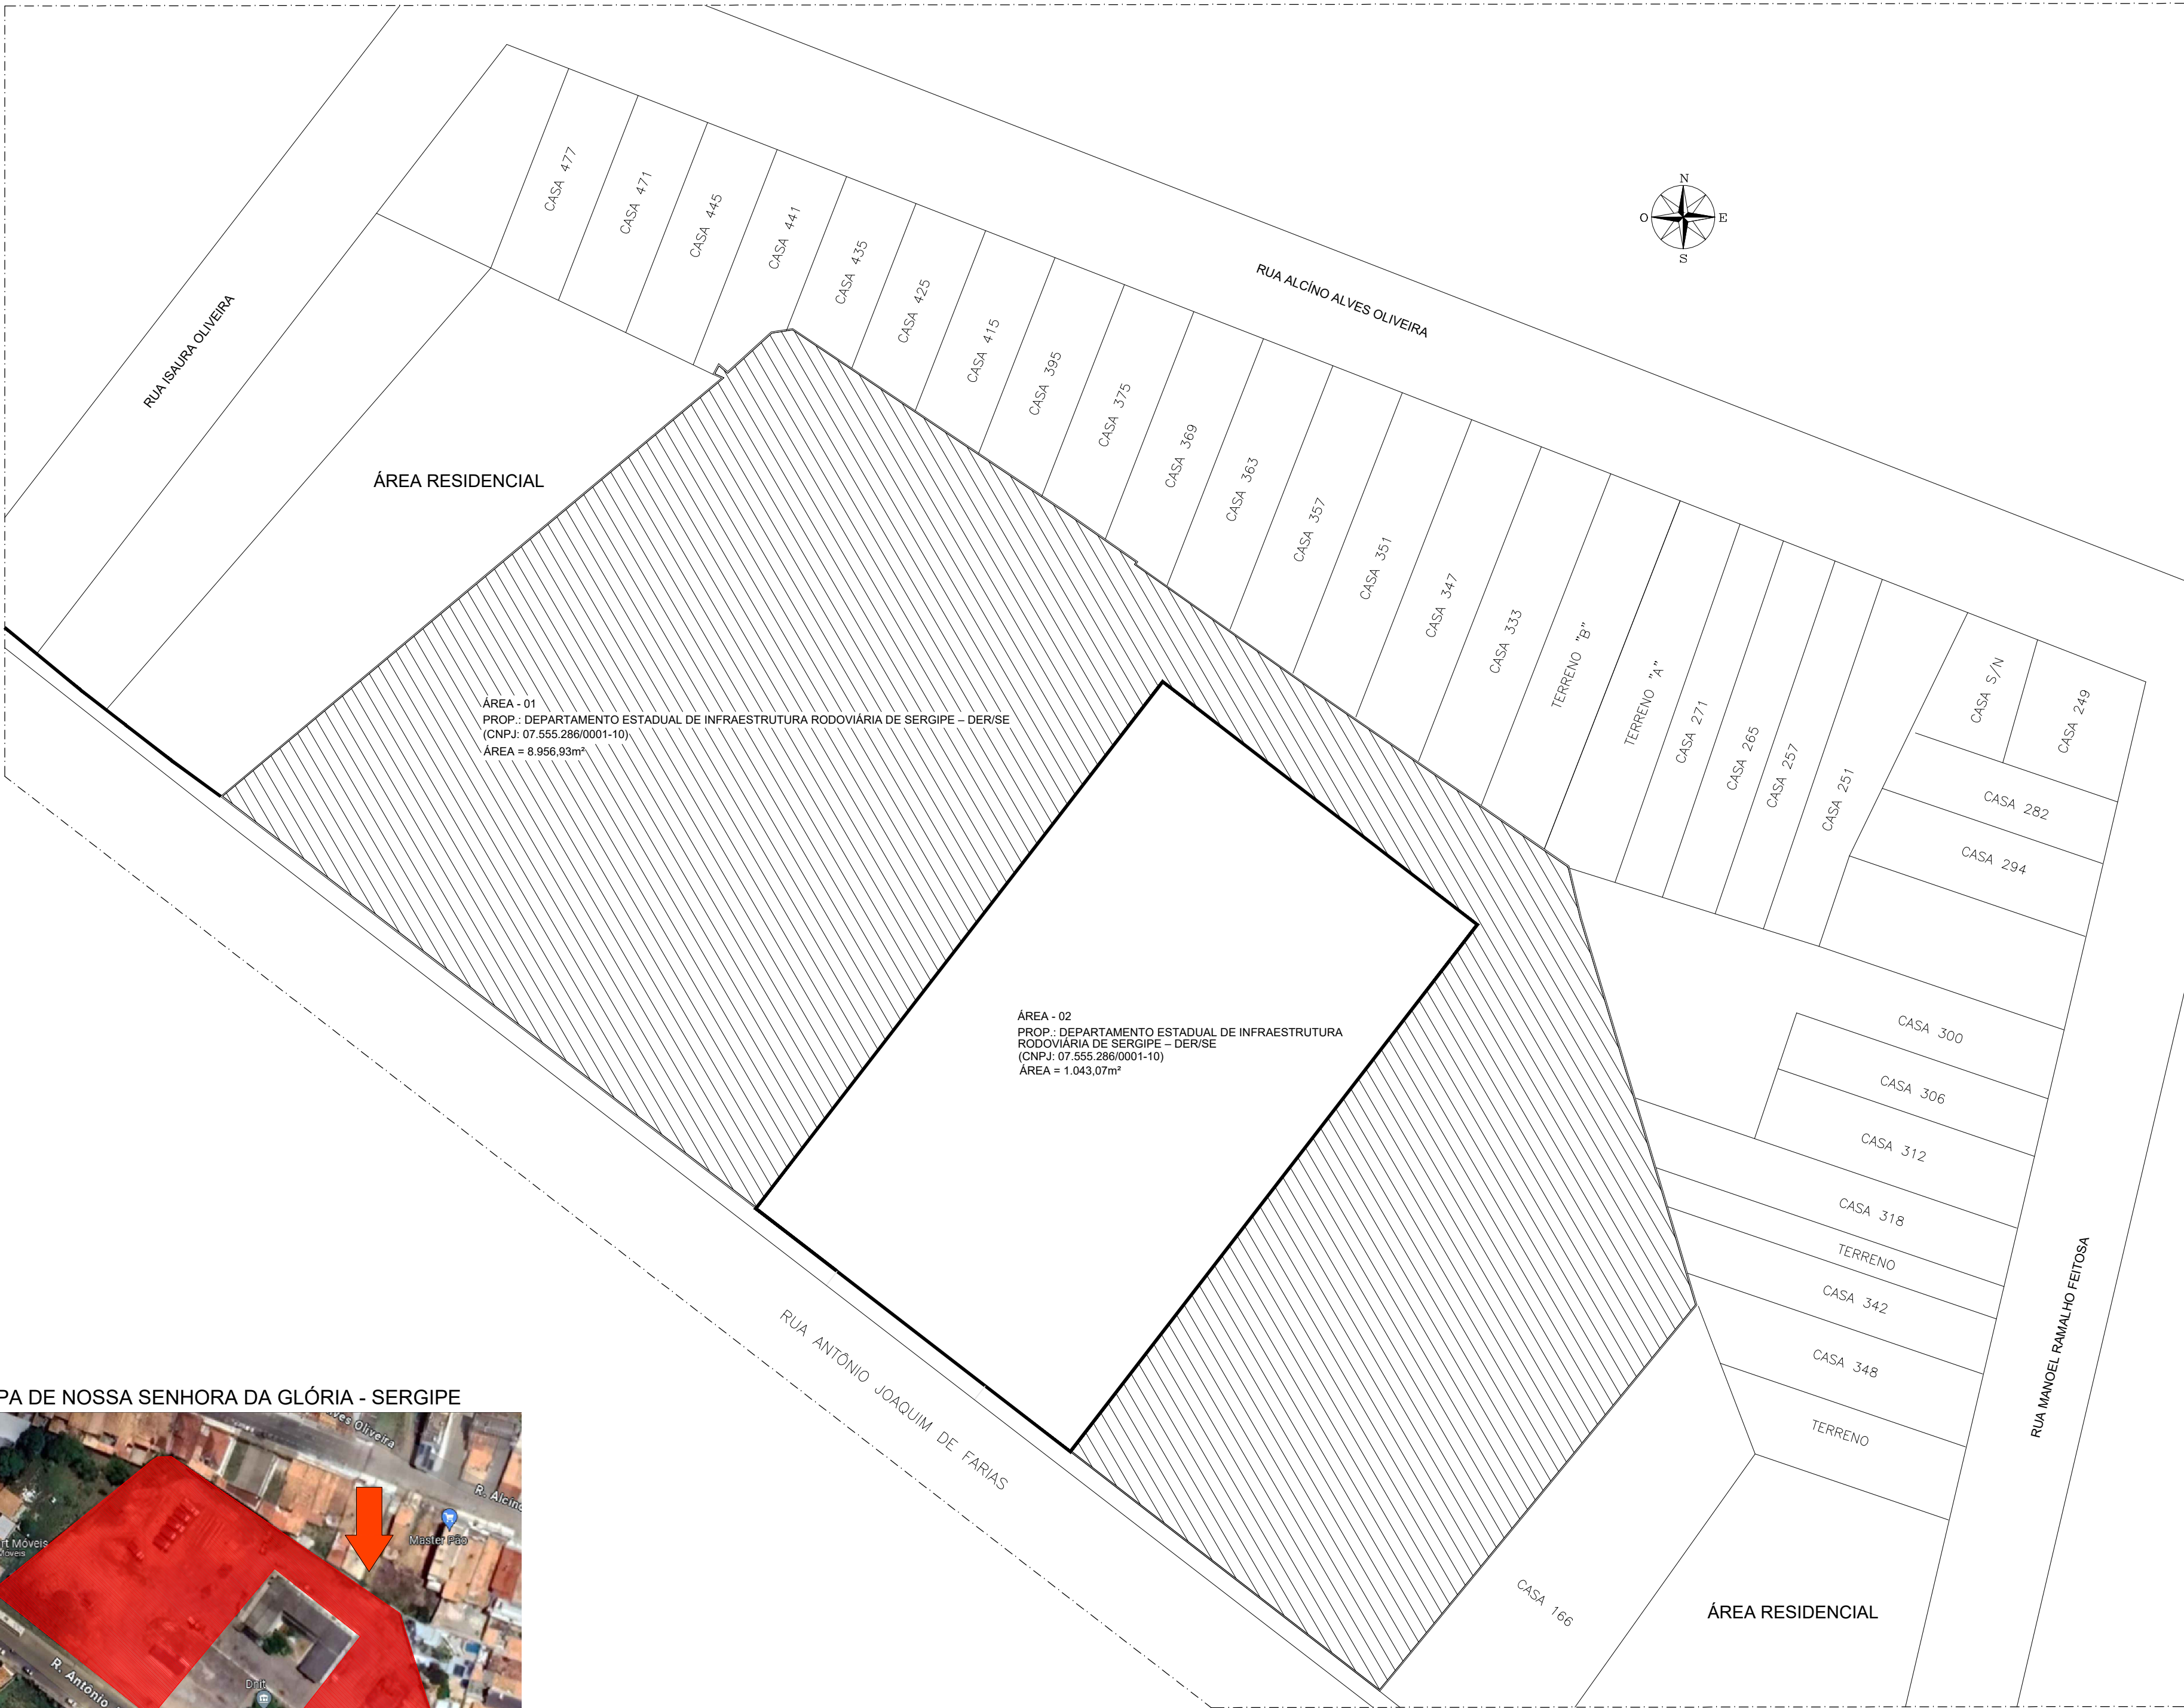 N
O
E
S
RUA ISAURA OLIVEIRA
RUA ALCÍNO ALVES OLIVEIRA
CASA 477
CASA 471
CASA 445
CASA 441
CASA 435
CASA 425
CASA 415
CASA 395
CASA 375
CASA 369
CASA 363
CASA 357
CASA 351
CASA 347
CASA 333
TERRENO "B"
TERRENO "A"
CASA 271
CASA 265
CASA 257
CASA 251
CASA S/N
CASA 249
CASA 282
CASA 294
CASA 300
CASA 306
CASA 312
CASA 318
TERRENO
CASA 342
CASA 348
TERRENO
RUA MANOEL RAMALHO FEITOSA
ÁREA RESIDENCIAL
ÁREA - 01
PROP.: DEPARTAMENTO ESTADUAL DE INFRAESTRUTURA RODOVIÁRIA DE SERGIPE – DER/SE
(CNPJ: 07.555.286/0001-10)
ÁREA = 8.956,93m²
ÁREA - 02
PROP.: DEPARTAMENTO ESTADUAL DE INFRAESTRUTURA
RODOVIÁRIA DE SERGIPE – DER/SE
(CNPJ: 07.555.286/0001-10)
ÁREA = 1.043,07m²
RUA ANTÔNIO JOAQUIM DE FARIAS
CASA 166
ÁREA RESIDENCIAL
PA DE NOSSA SENHORA DA GLÓRIA - SERGIPE
ves Oliveira
R. Alcino
Master Pão
rt Móveis
Móveis
R. Antônio